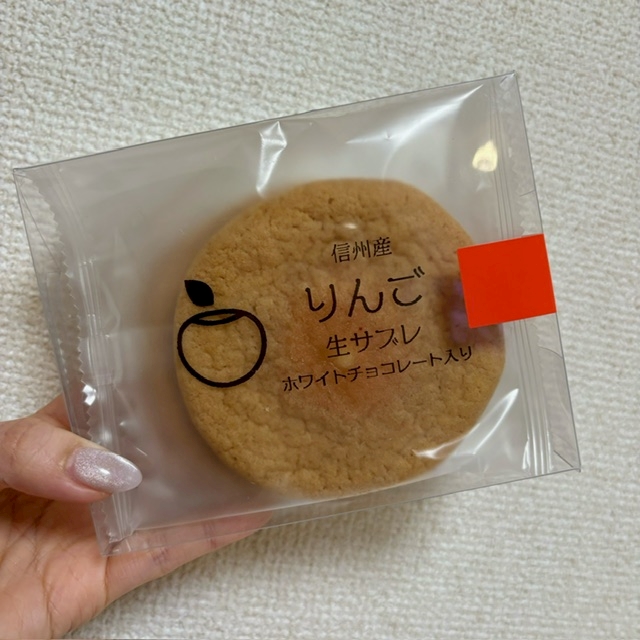 信州産
りんご
生サブレ
ホワイトチョコレート入り